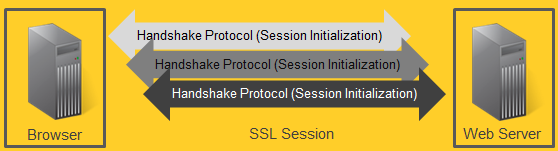 Handshake Protocol (Session Initialization)
Handshake Protocol (Session Initialization)
Handshake Protocol (Session Initialization)
Browser
SSL Session
Web Server